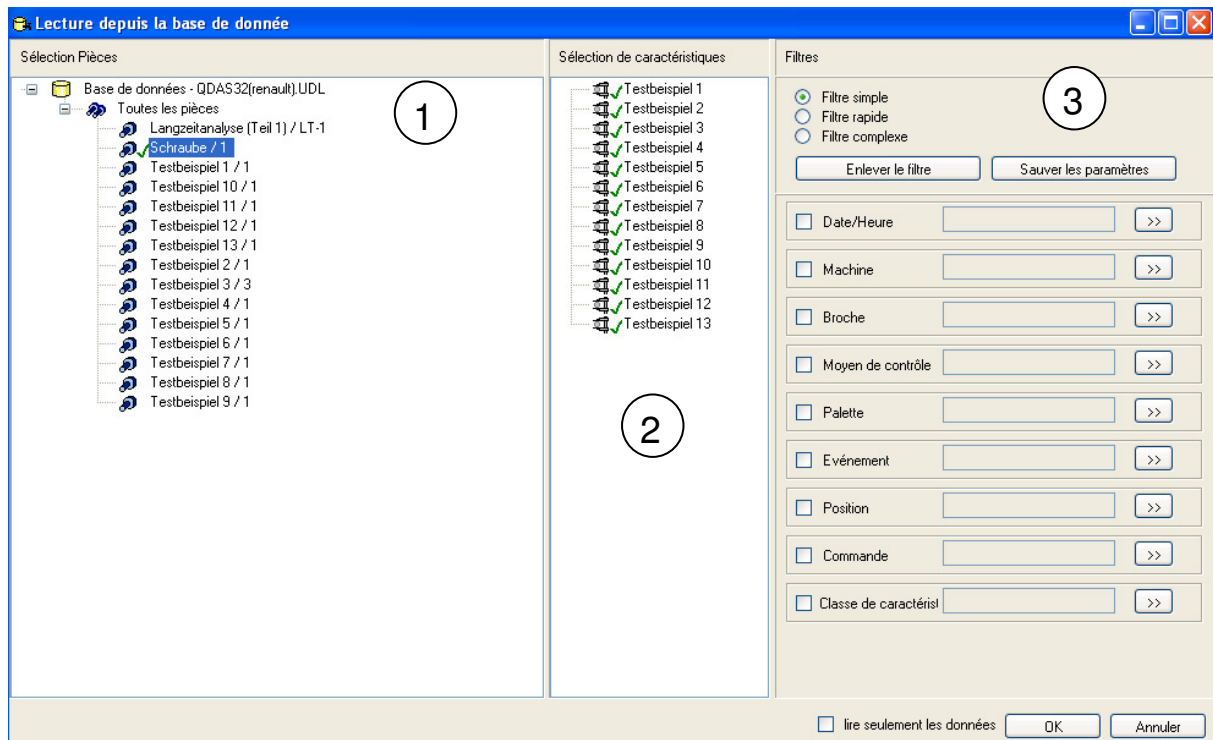 Lecture depuis la base de donnée
Sélection Pièces
Base de données - QDAS32(renault).UDL
Toutes les pièces
Langzeitanalyse (Teil 1) / LT-1
Schraube / 1
Testbeispiel 1 / 1
Testbeispiel 10 / 1
Testbeispiel 11 / 1
Testbeispiel 12 / 1
Testbeispiel 13 / 1
Testbeispiel 2 / 1
Testbeispiel 3 / 3
Testbeispiel 4 / 1
Testbeispiel 5 / 1
Testbeispiel 6 / 1
Testbeispiel 7 / 1
Testbeispiel 8 / 1
Testbeispiel 9 / 1
1
Sélection de caractéristiques
Testbeispiel 1
Testbeispiel 2
Testbeispiel 3
Testbeispiel 4
Testbeispiel 5
Testbeispiel 6
Testbeispiel 7
Testbeispiel 8
Testbeispiel 9
Testbeispiel 10
Testbeispiel 11
Testbeispiel 12
Testbeispiel 13
2
Filtres
Filtre simple
Filtre rapide
Filtre complexe
3
Enlever le filtre Sauver les paramètres
Date/Heure >>
Machine >>
Broche >>
Moyen de contrôle >>
Palette >>
Evénement >>
Position >>
Commande >>
Classe de caractérist >>
lire seulement les données OK Annuler